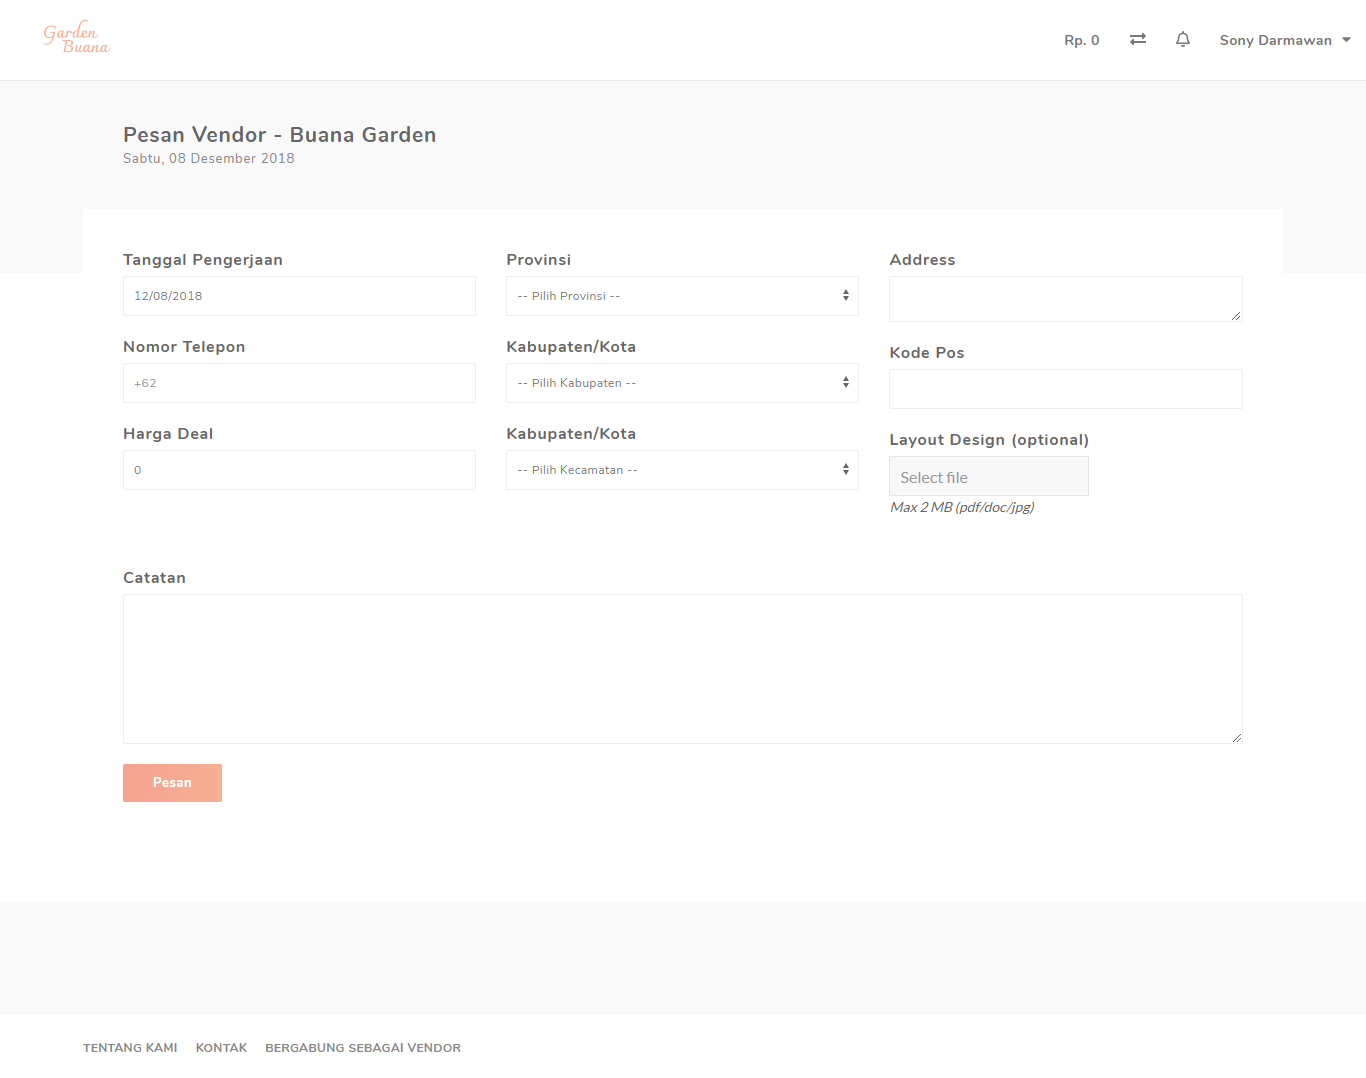 Garden
Buana
Rp. 0
Sony Darmawan
Pesan Vendor - Buana Garden
Sabtu, 08 Desember 2018
Tanggal Pengerjaan
12/08/2018
Nomor Telepon
+62
Harga Deal
0
Provinsi
-- Pilih Provinsi --
Kabupaten/Kota
-- Pilih Kabupaten --
Kabupaten/Kota
-- Pilih Kecamatan --
Address
Kode Pos
Layout Design (optional)
Select file
Max 2 MB (pdf/doc/jpg)
Catatan
Pesan
TENTANG KAMI
KONTAK
BERGABUNG SEBAGAI VENDOR